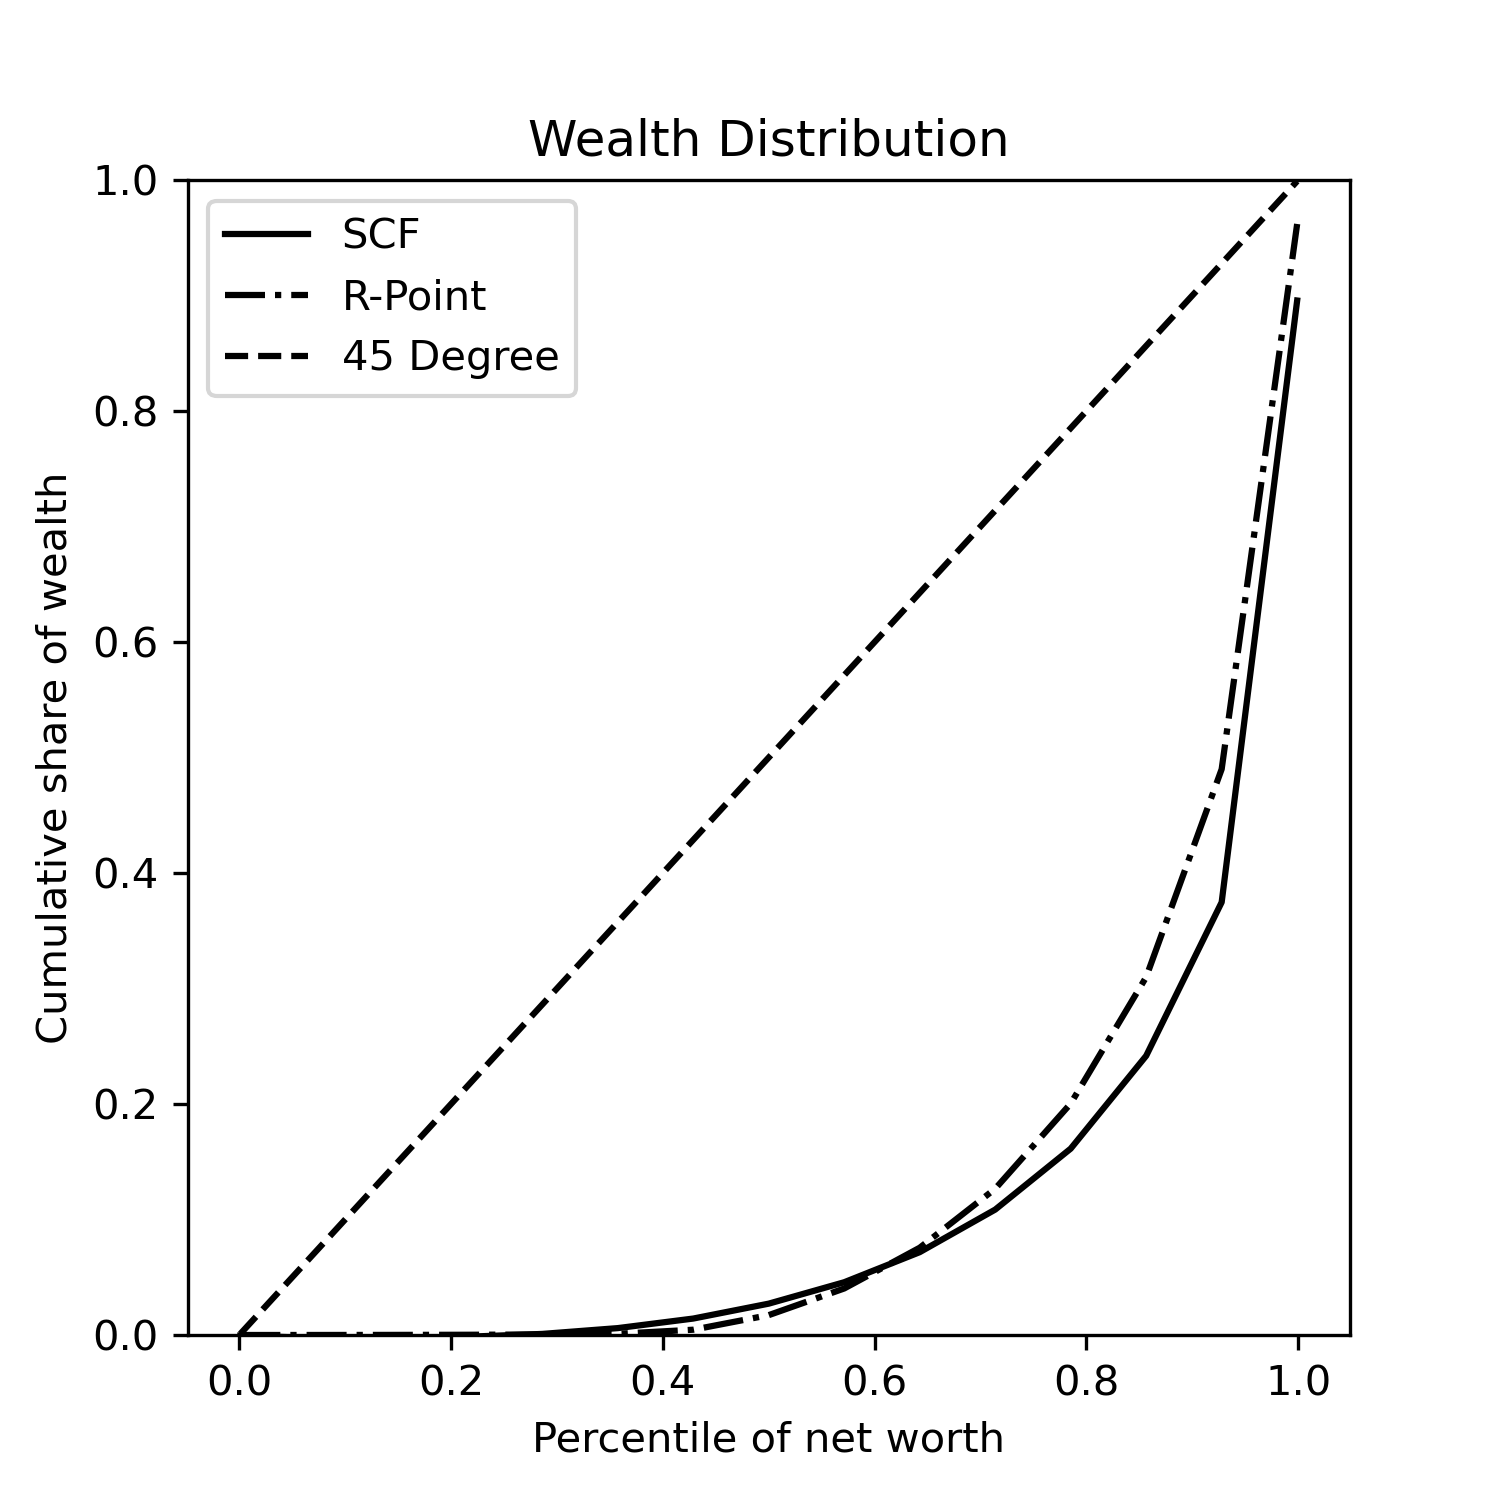 Wealth Distribution
SCF
R-Point
45 Degree
Cumulative share of wealth
1.0
0.8
0.6
0.4
0.2
0.0
0.0 0.2 0.4 0.6 0.8 1.0
Percentile of net worth